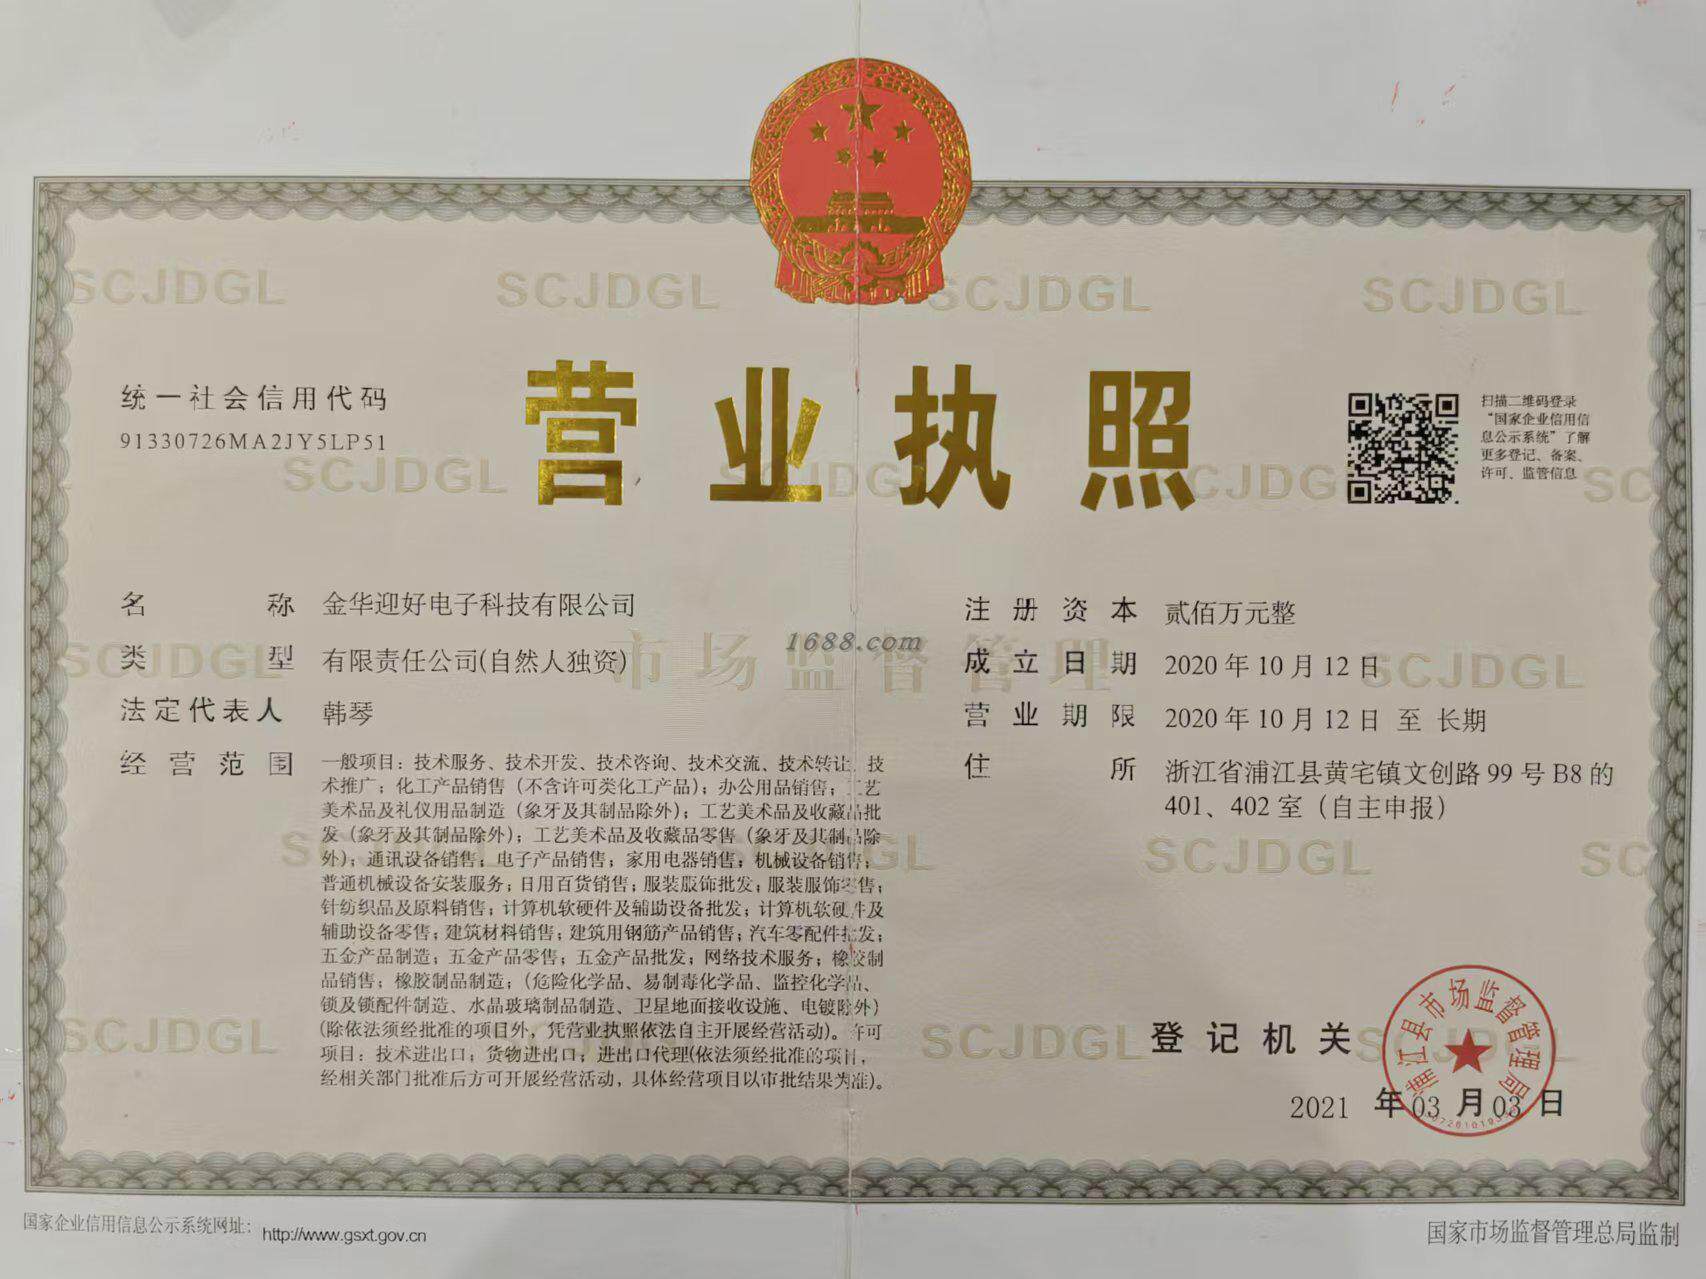 统一社会信用代码
91330726MA2JY5LP51
营业执照
扫描二维码登录
“国家企业信用信
息公示系统”了解
更多登记、备案、
许可、监管信息
名称 金华迎好电子科技有限公司
类型 有限责任公司(自然人独资)
法定代表人 韩琴
经营范围 一般项目：技术服务、技术开发、技术咨询、技术交流、技术转让、技
术推广；化工产品销售（不含许可类化工产品）；办公用品销售；工艺
美术品及礼仪用品制造（象牙及其制品除外）；工艺美术品及收藏品批
发（象牙及其制品除外）；工艺美术品及收藏品零售（象牙及其制品除
外）；通讯设备销售；电子产品销售；家用电器销售；机械设备销售；
普通机械设备安装服务；日用百货销售；服装服饰批发；服装服饰零售；
针纺织品及原料销售；计算机软硬件及辅助设备批发；计算机软硬件及
辅助设备零售；建筑材料销售；建筑用钢筋产品销售；汽车零配件批发；
五金产品制造；五金产品零售；五金产品批发；网络技术服务；橡胶制
品销售；橡胶制品制造；（危险化学品、易制毒化学品、监控化学品、
锁及锁配件制造、水晶玻璃制品制造、卫星地面接收设施、电镀除外）
(除依法须经批准的项目外，凭营业执照依法自主开展经营活动)。许可
项目：技术进出口；货物进出口；进出口代理(依法须经批准的项目，
经相关部门批准后方可开展经营活动，具体经营项目以审批结果为准)。
注册资本 贰佰万元整
成立日期 2020年10月12日
营业期限 2020年10月12日 至 长期
住所 浙江省浦江县黄宅镇文创路99号B8的
401、402室（自主申报）
1688.com
市场监督管理
SCJDGL SCJDGL SCJDGL SCJDGL
SCJDGL SCJDGL SCJDGL SC
SCJDGL SCJDGL
SCJDGL SCJDGL SCJDGL SC
SCJDGL SCJDGL SCJDGL SCJDGL
登记机关
浦江县市场监督管理局
2021年03月03日
国家企业信用信息公示系统网址： http://www.gsxt.gov.cn
国家市场监督管理总局监制